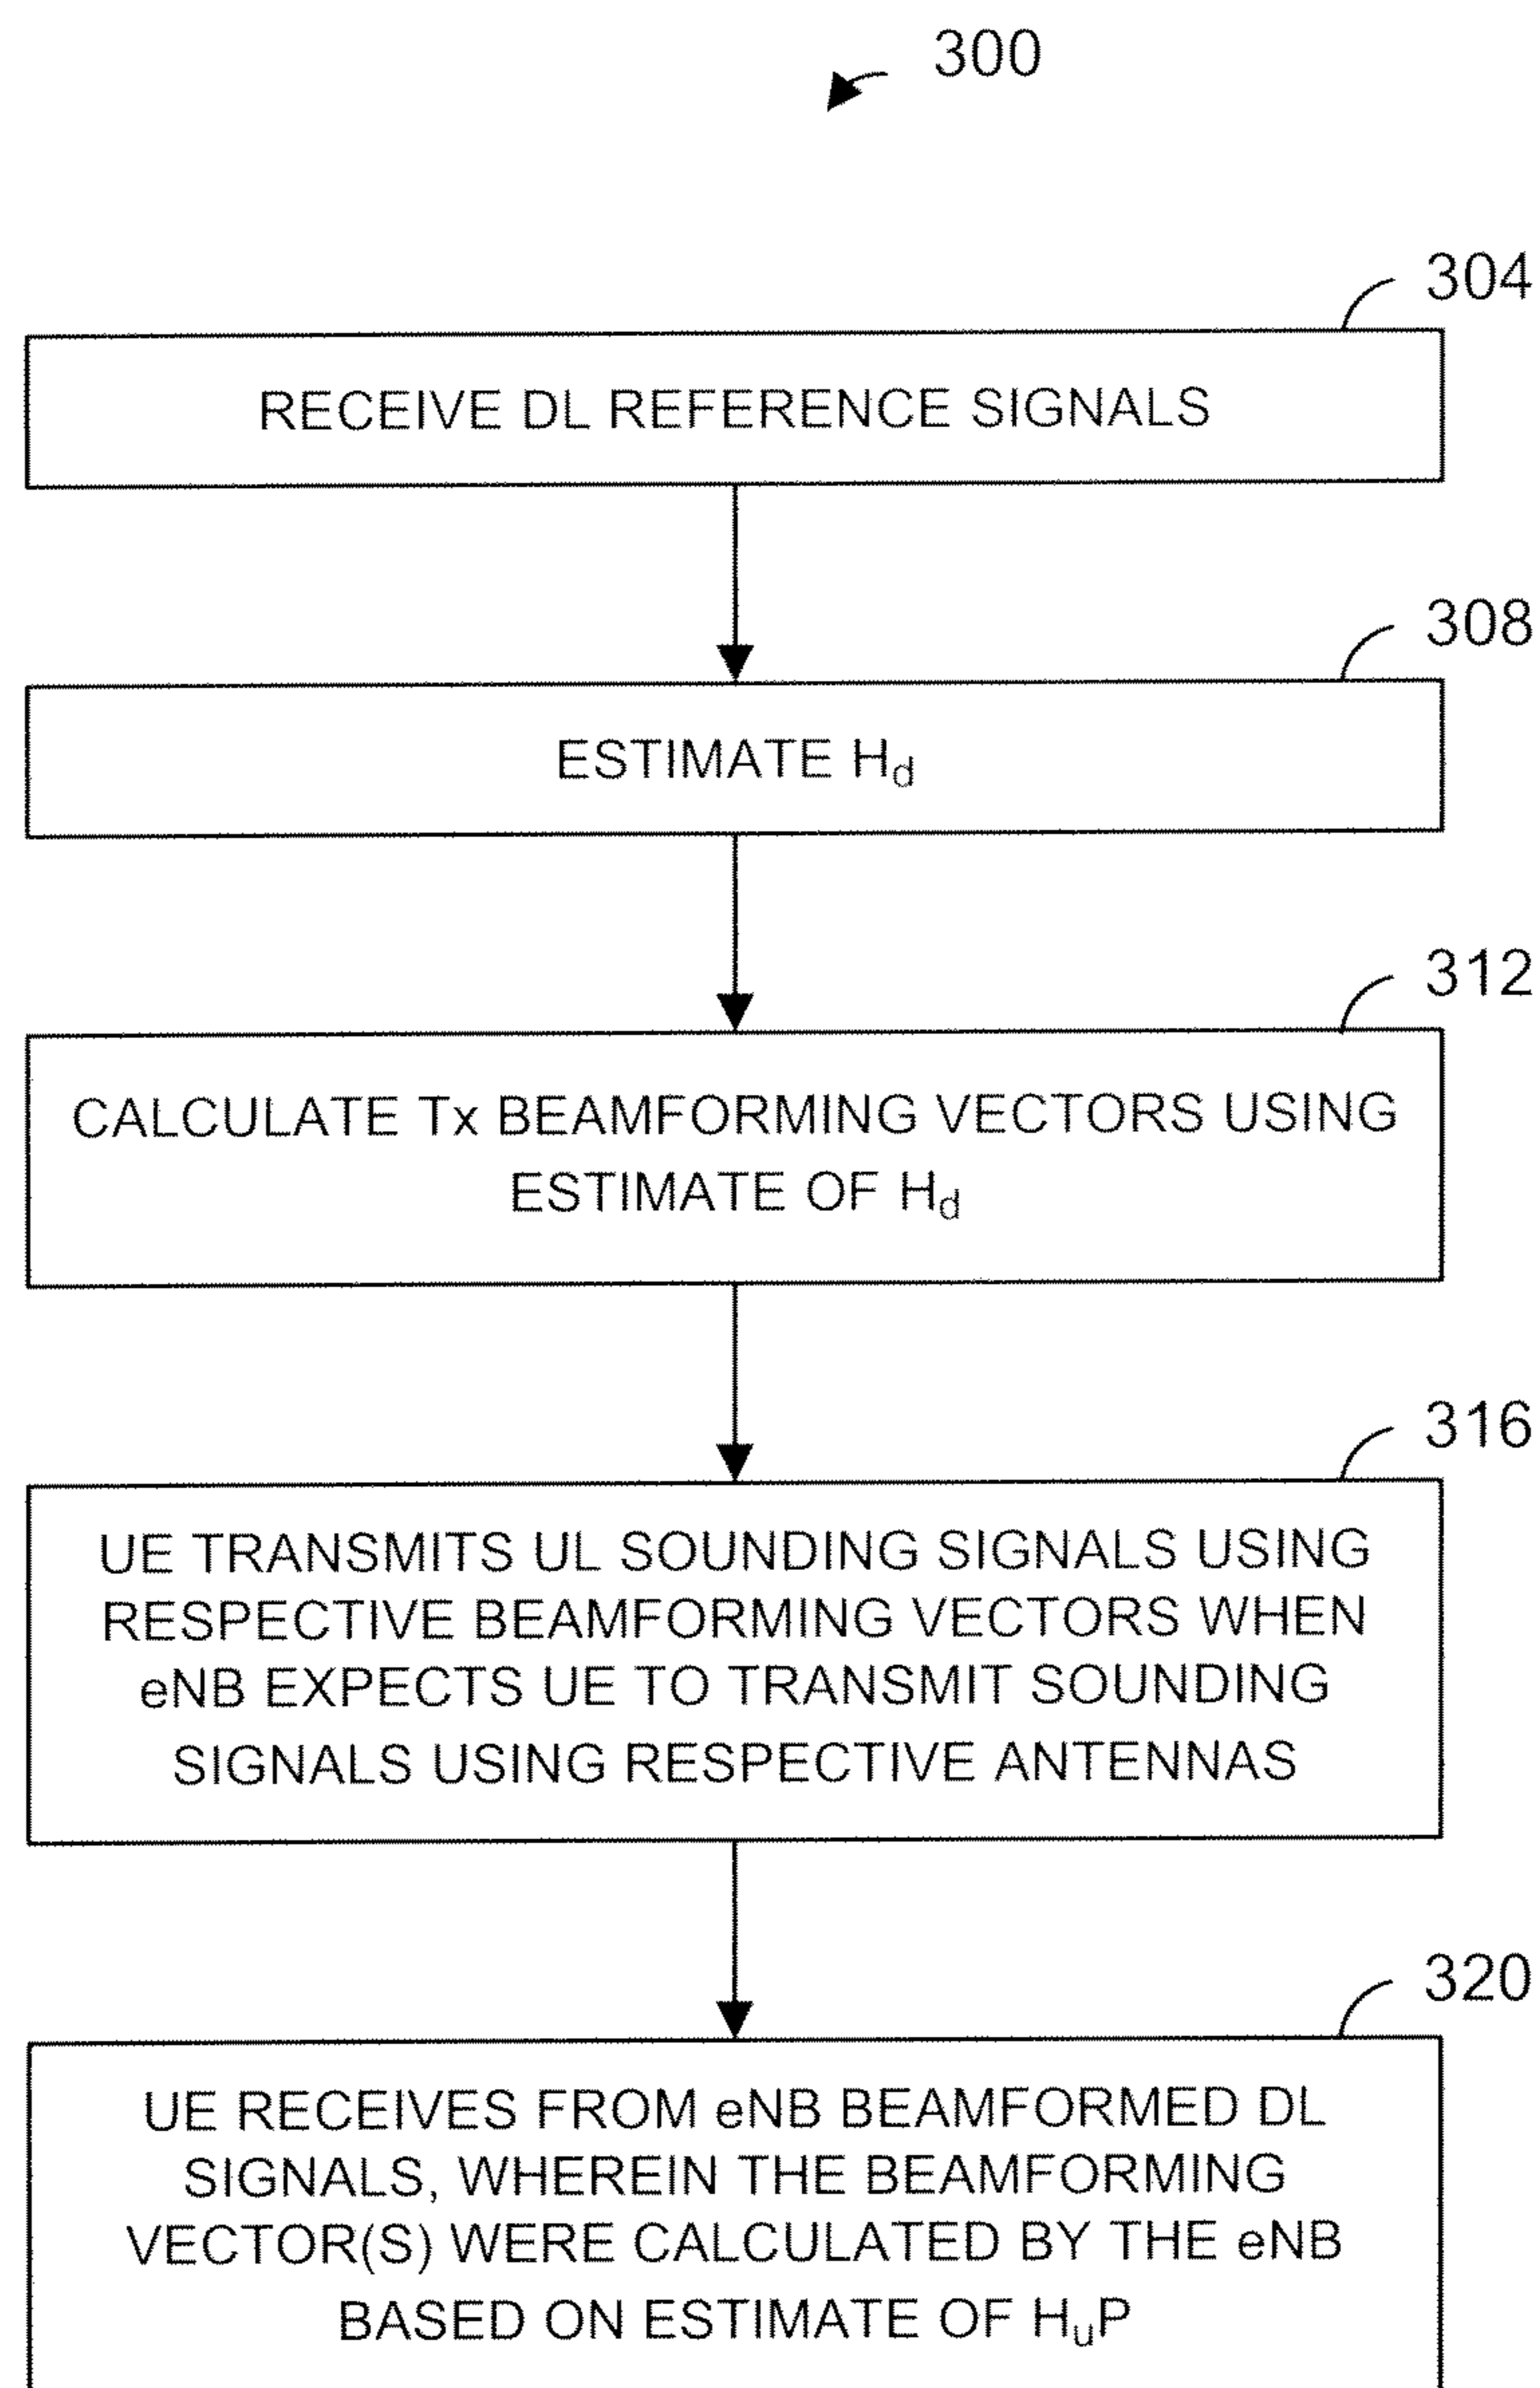 300
304
RECEIVE DL REFERENCE SIGNALS
308
ESTIMATE Hd
312
CALCULATE Tx BEAMFORMING VECTORS USING
ESTIMATE OF Hd
316
UE TRANSMITS UL SOUNDING SIGNALS USING
RESPECTIVE BEAMFORMING VECTORS WHEN
eNB EXPECTS UE TO TRANSMIT SOUNDING
SIGNALS USING RESPECTIVE ANTENNAS
320
UE RECEIVES FROM eNB BEAMFORMED DL
SIGNALS, WHEREIN THE BEAMFORMING
VECTOR(S) WERE CALCULATED BY THE eNB
BASED ON ESTIMATE OF HuP